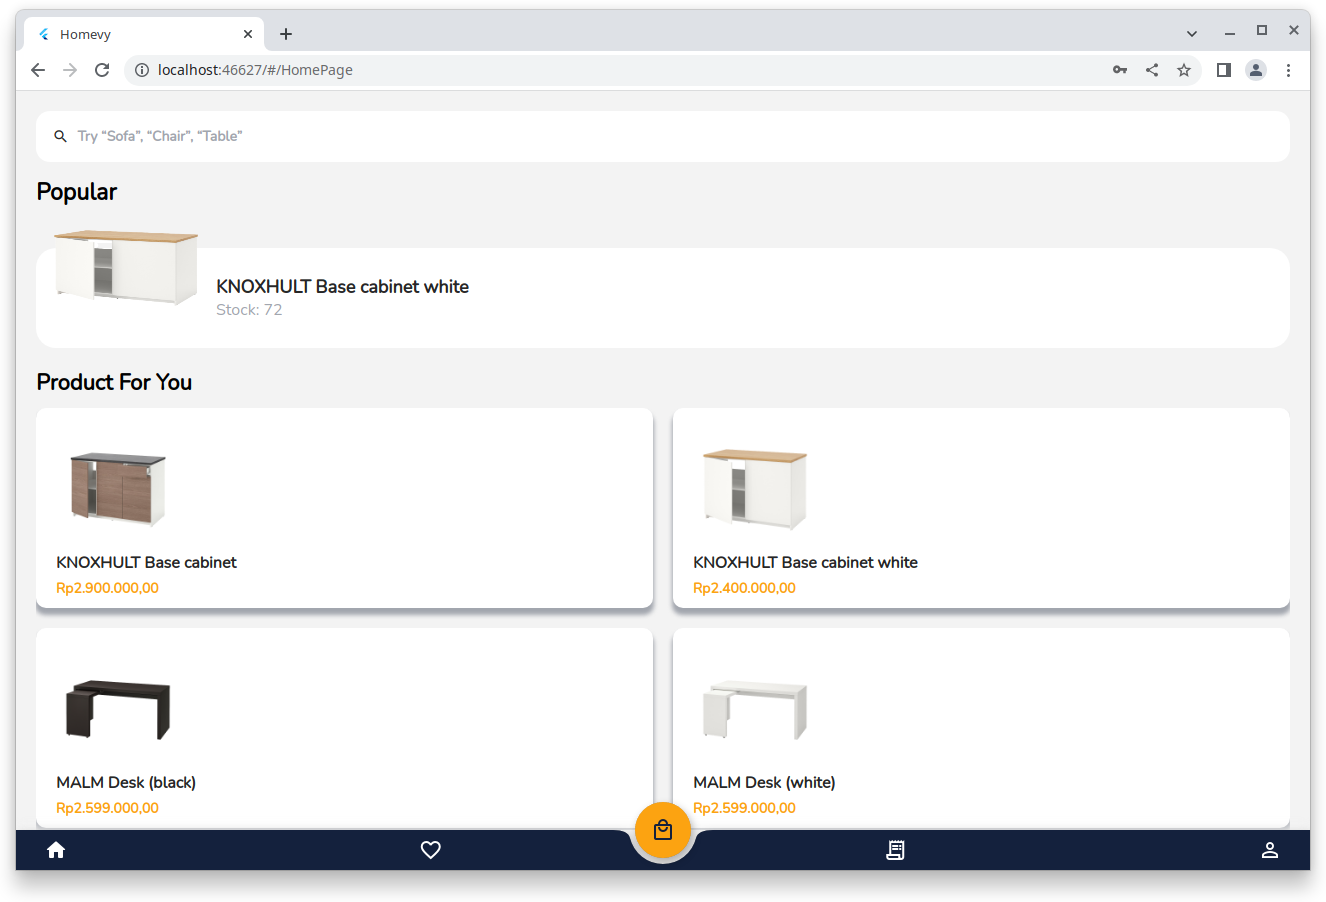 Homevy
localhost:46627/#/HomePage
Try “Sofa”, “Chair”, “Table”
Popular
KNOXHULT Base cabinet white
Stock: 72
Product For You
KNOXHULT Base cabinet
Rp2.900.000,00
KNOXHULT Base cabinet white
Rp2.400.000,00
MALM Desk (black)
Rp2.599.000,00
MALM Desk (white)
Rp2.599.000,00